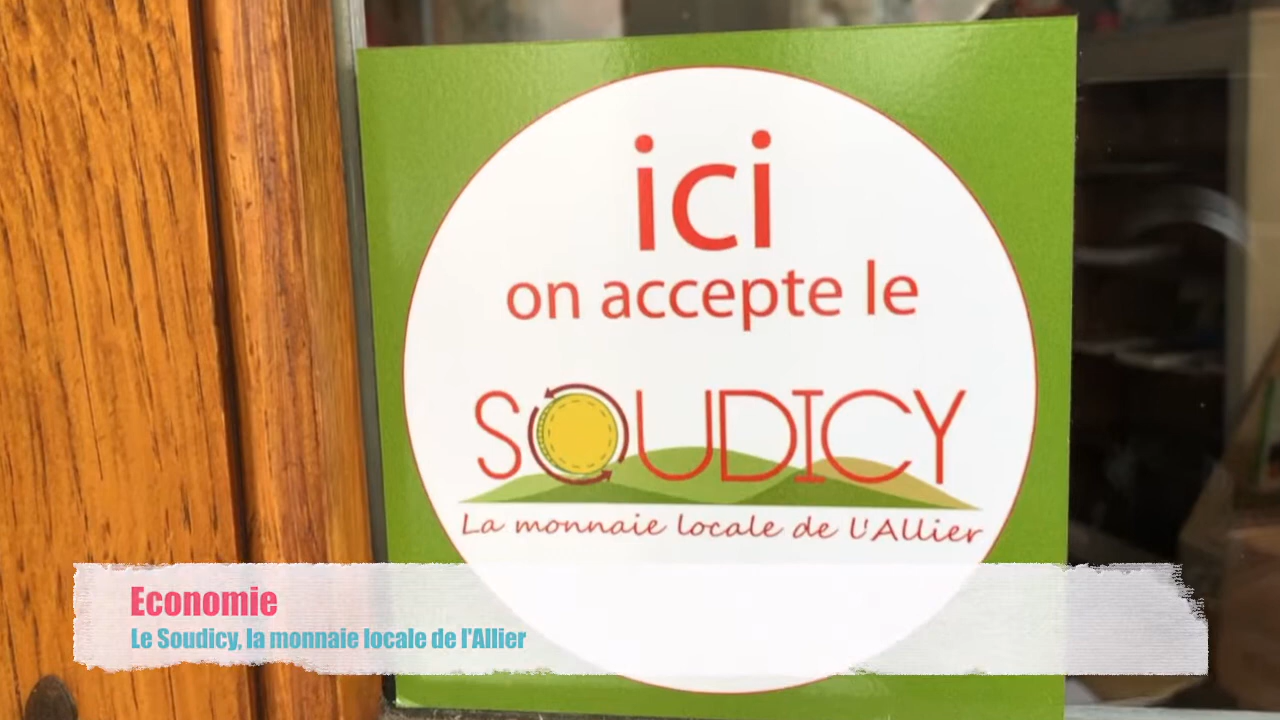 ici
on accepte le
SOUDICY
La monnaie locale de l'Allier
Economie
Le Soudicy, la monnaie locale de l'Allier